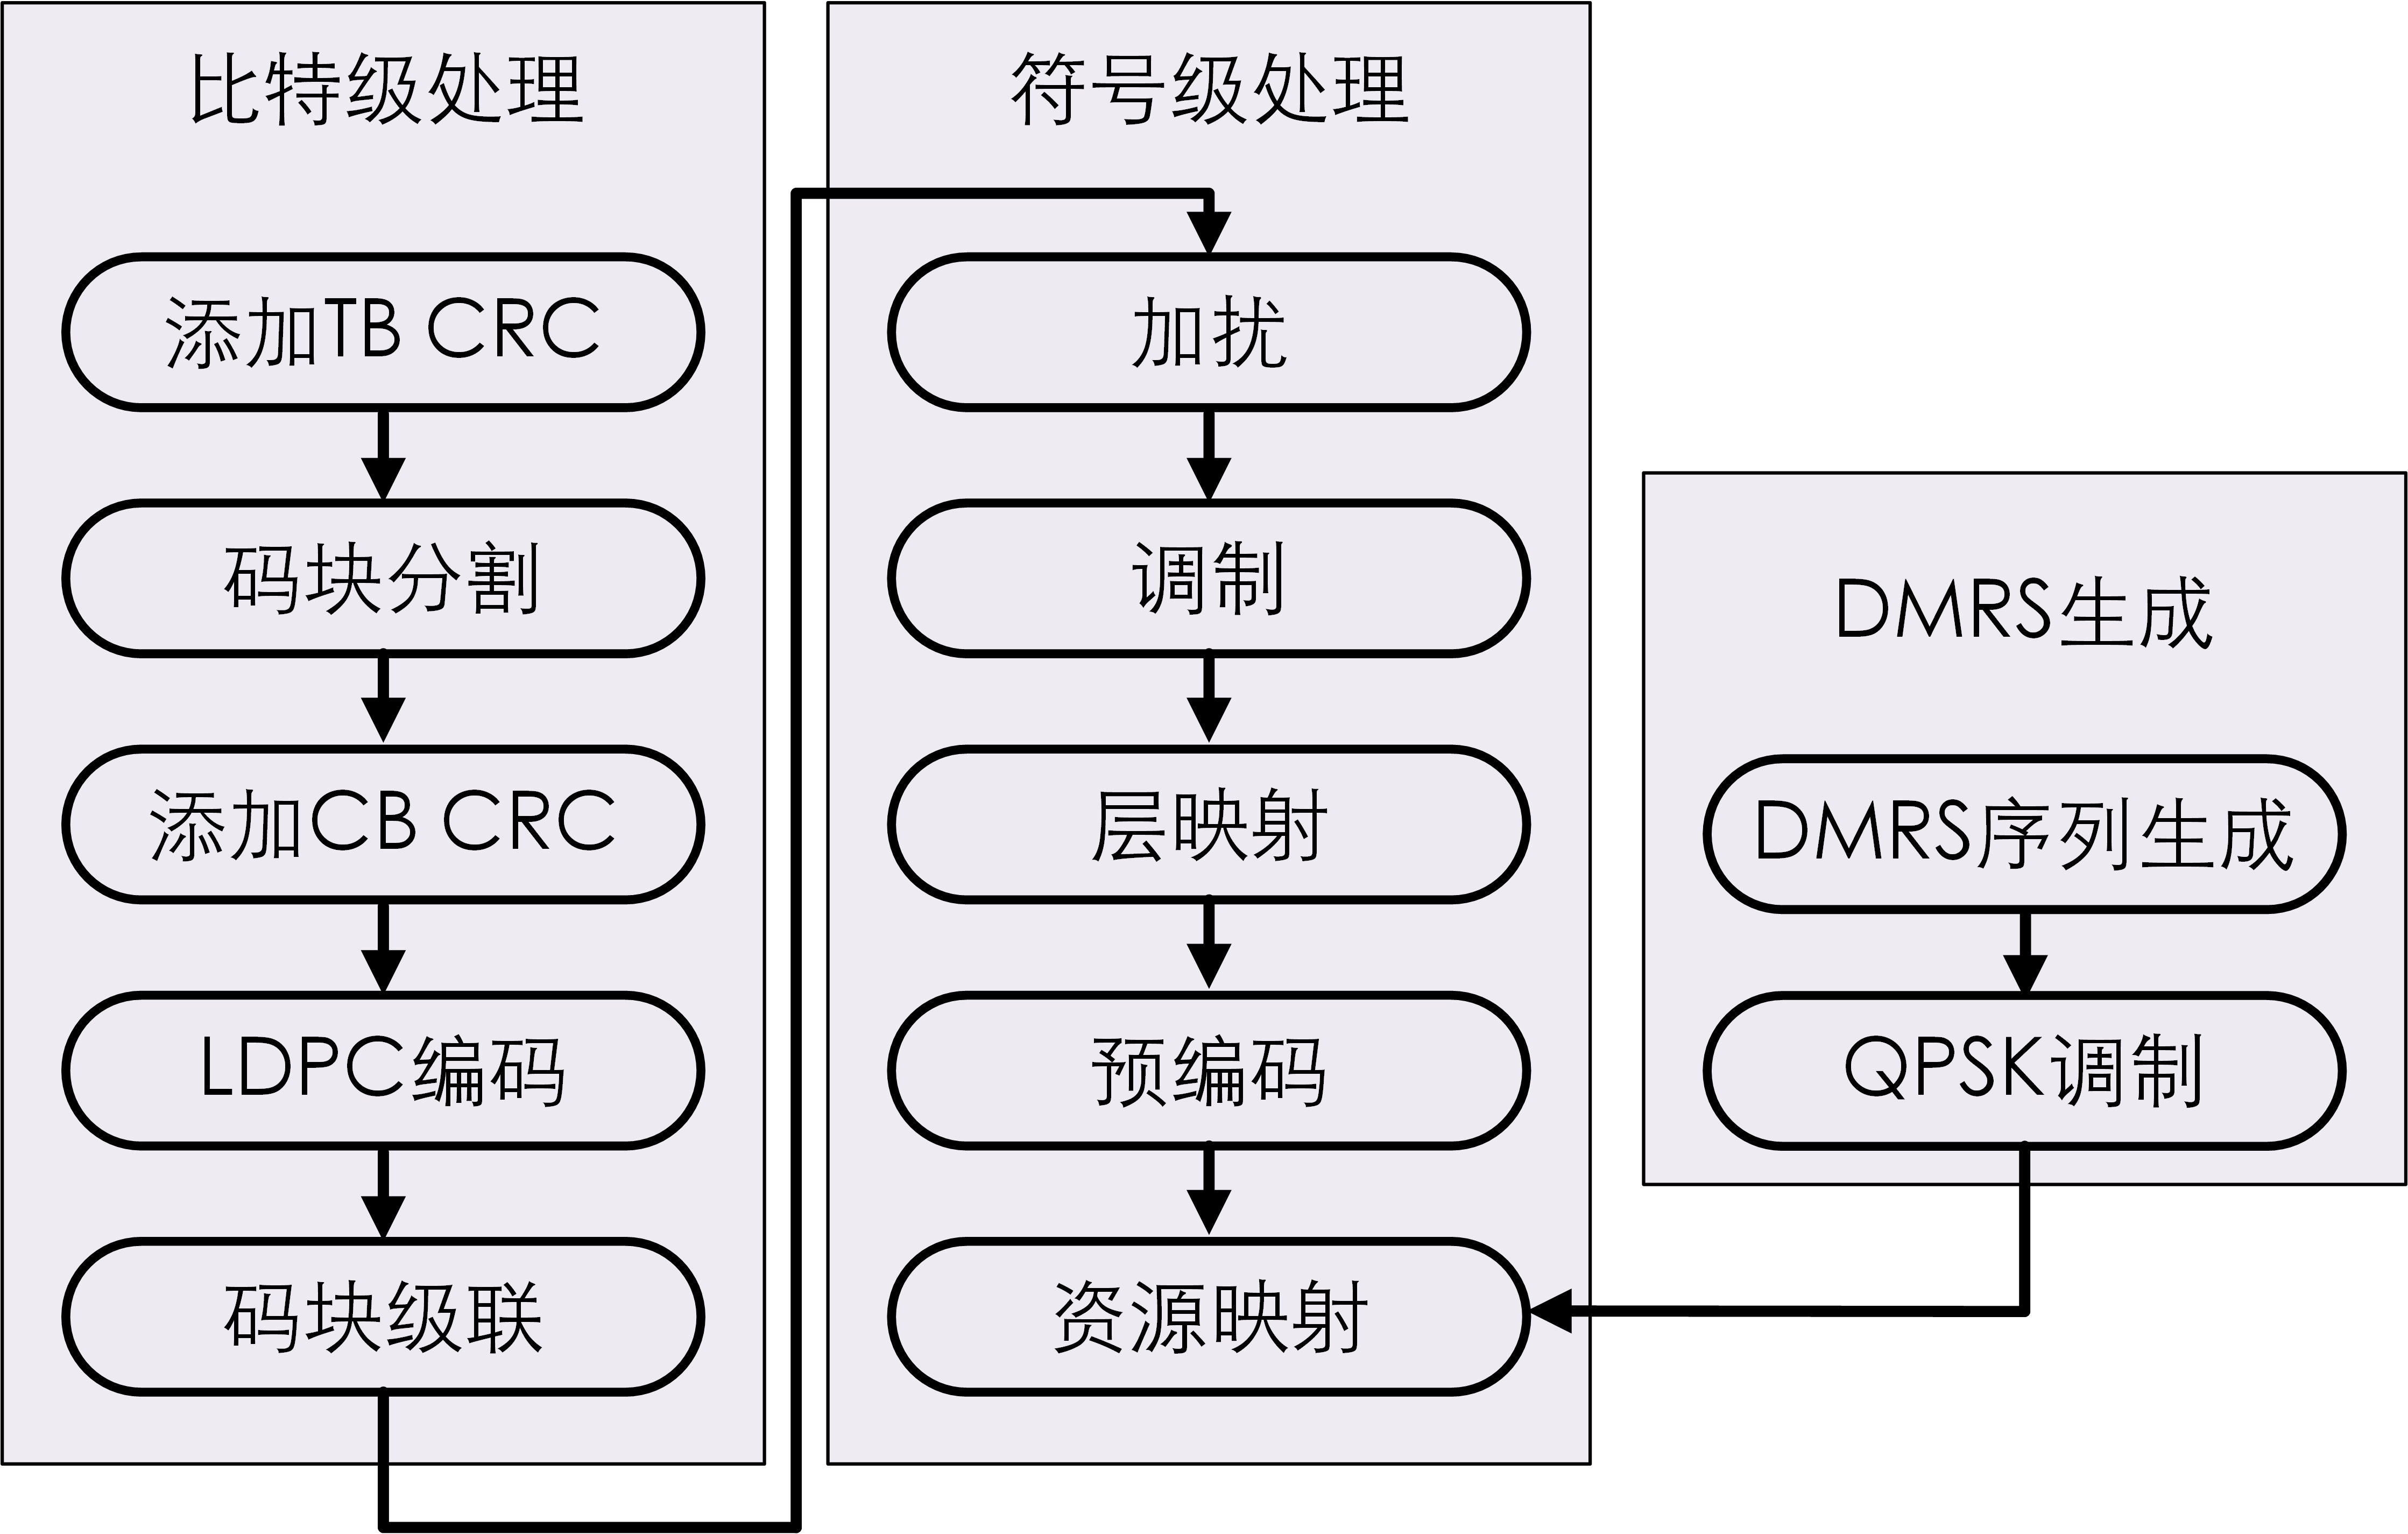 比特级处理
添加TB CRC
码块分割
添加CB CRC
LDPC编码
码块级联
符号级处理
加扰
调制
层映射
预编码
资源映射
DMRS生成
DMRS序列生成
QPSK调制